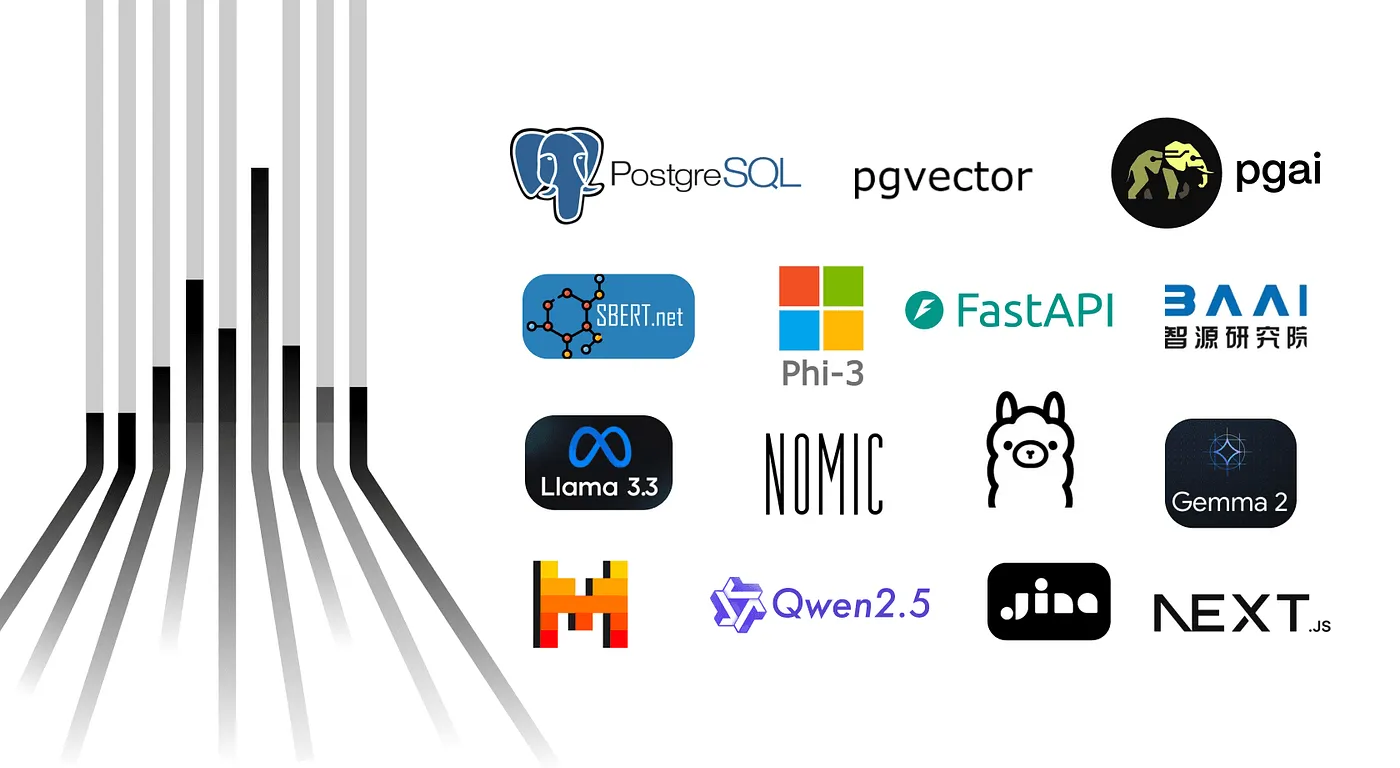 PostgreSQL
pgvector
pgai
SBERT.net
Phi-3
FastAPI
BAAI
智源研究院
Llama 3.3
NOMIC
Gemma 2
Qwen2.5
jina
NEXT.JS